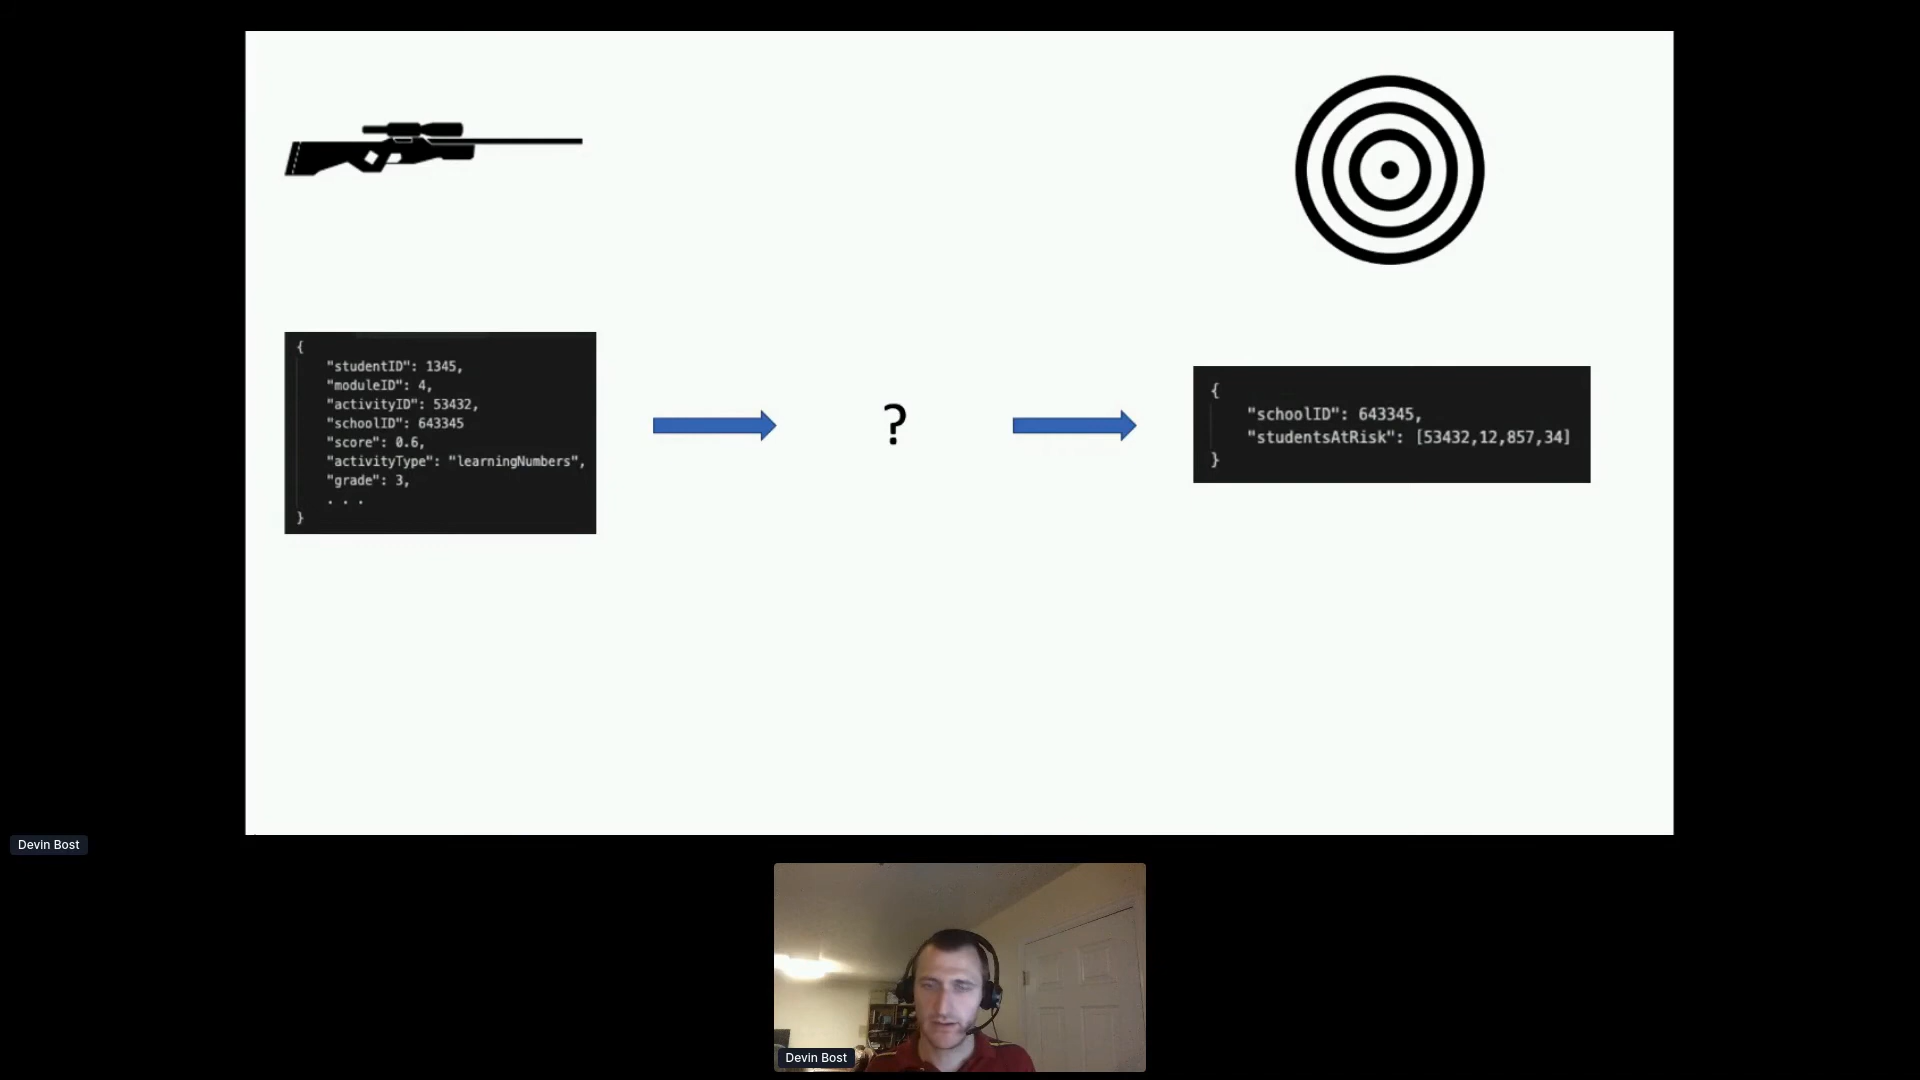 {
"studentID": 1345,
"moduleID": 4,
"activityID": 53432,
"schoolID": 643345
"score": 0.6,
"activityType": "learningNumbers",
"grade": 3,
. . .
}
?
{
"schoolID": 643345,
"studentsAtRisk": [53432,12,857,34]
}
Devin Bost
Devin Bost